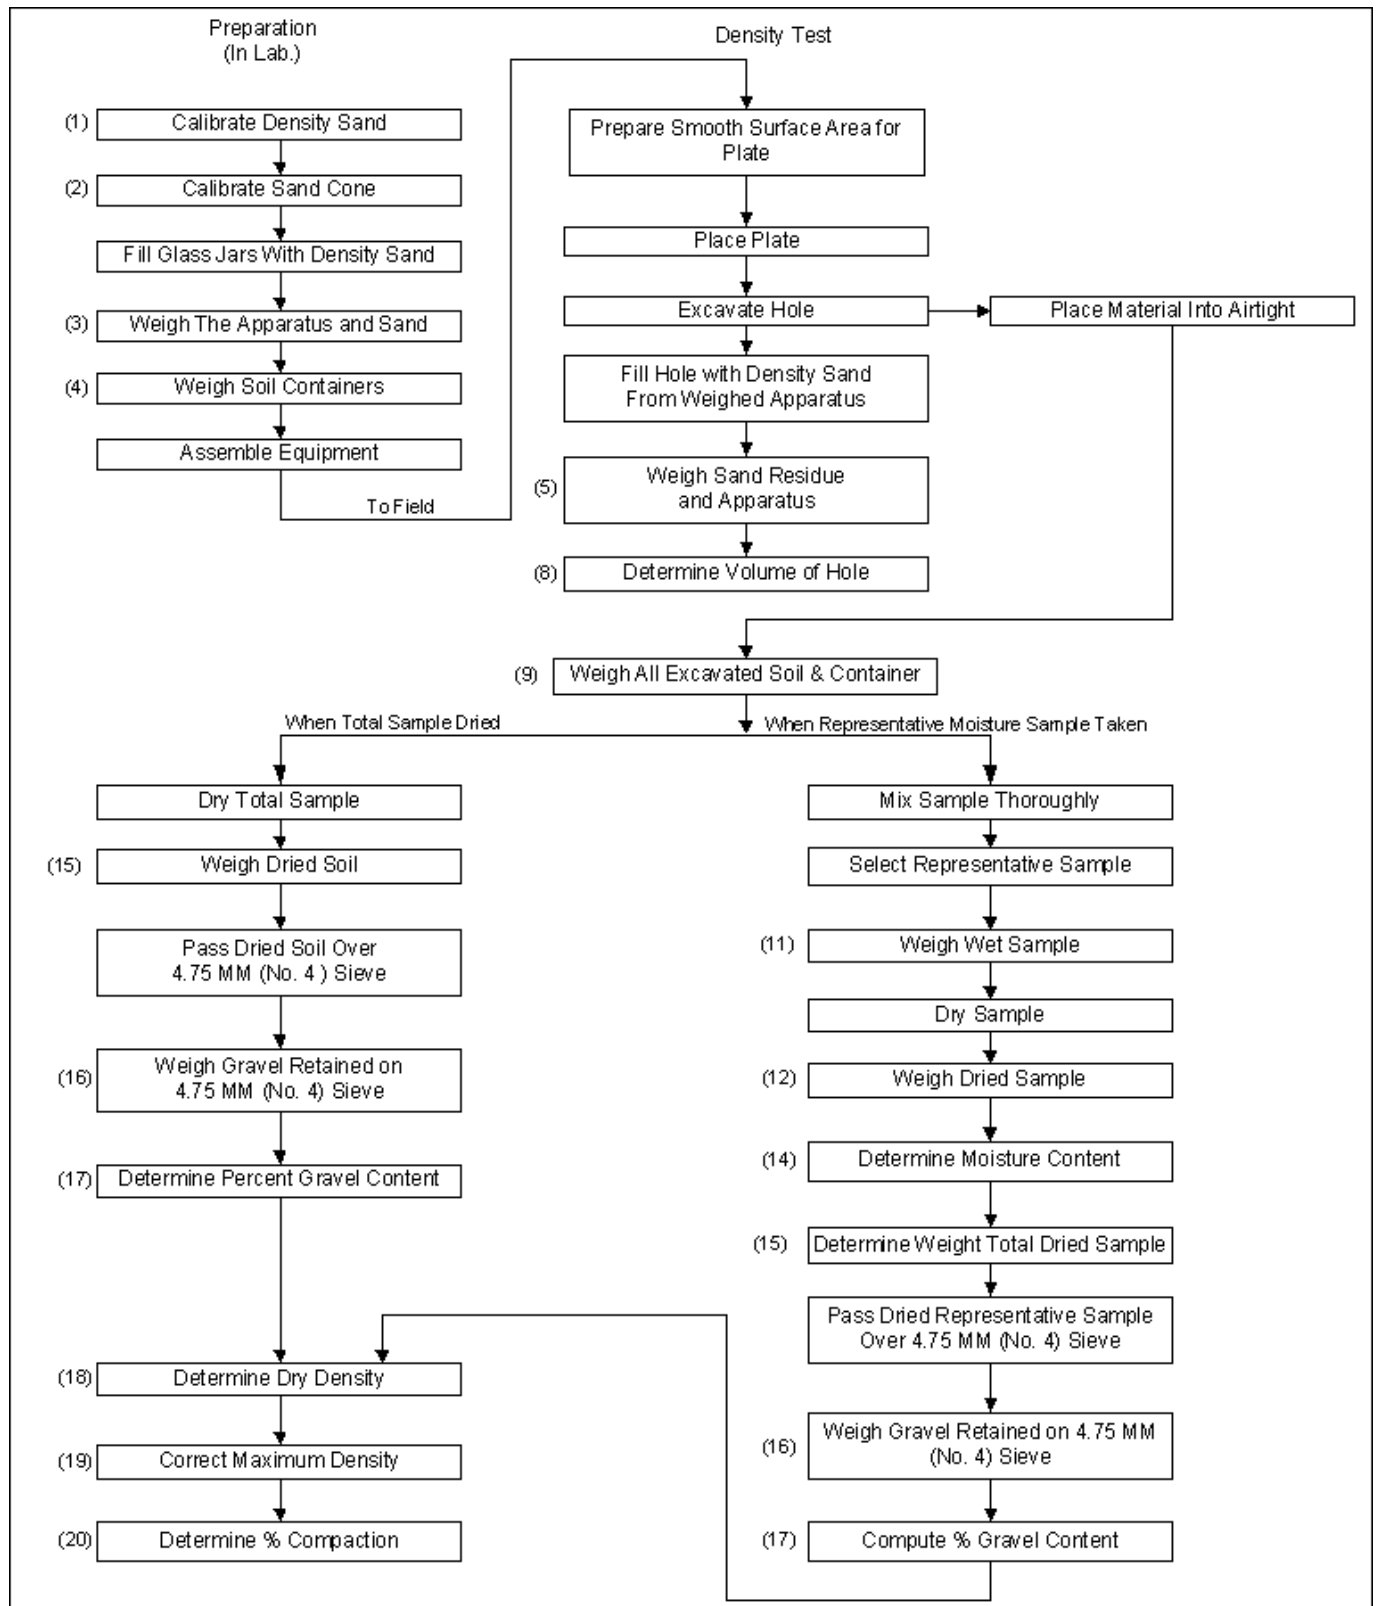 Preparation
(In Lab.)
(1)
Calibrate Density Sand
(2)
Calibrate Sand Cone
Fill Glass Jars With Density Sand
(3)
Weigh The Apparatus and Sand
(4)
Weigh Soil Containers
Assemble Equipment
To Field
Density Test
Prepare Smooth Surface Area for
Plate
Place Plate
Excavate Hole
Place Material Into Airtight
Fill Hole with Density Sand
From Weighed Apparatus
(5)
Weigh Sand Residue
and Apparatus
(8)
Determine Volume of Hole
(9)
Weigh All Excavated Soil & Container
When Total Sample Dried
When Representative Moisture Sample Taken
Dry Total Sample
(15)
Weigh Dried Soil
Pass Dried Soil Over
4.75 MM (No. 4 ) Sieve
(16)
Weigh Gravel Retained on
4.75 MM (No. 4) Sieve
(17)
Determine Percent Gravel Content
Mix Sample Thoroughly
Select Representative Sample
(11)
Weigh Wet Sample
Dry Sample
(12)
Weigh Dried Sample
(14)
Determine Moisture Content
(15)
Determine Weight Total Dried Sample
Pass Dried Representative Sample
Over 4.75 MM (No. 4) Sieve
(16)
Weigh Gravel Retained on 4.75 MM
(No. 4) Sieve
(17)
Compute % Gravel Content
(18)
Determine Dry Density
(19)
Correct Maximum Density
(20)
Determine % Compaction